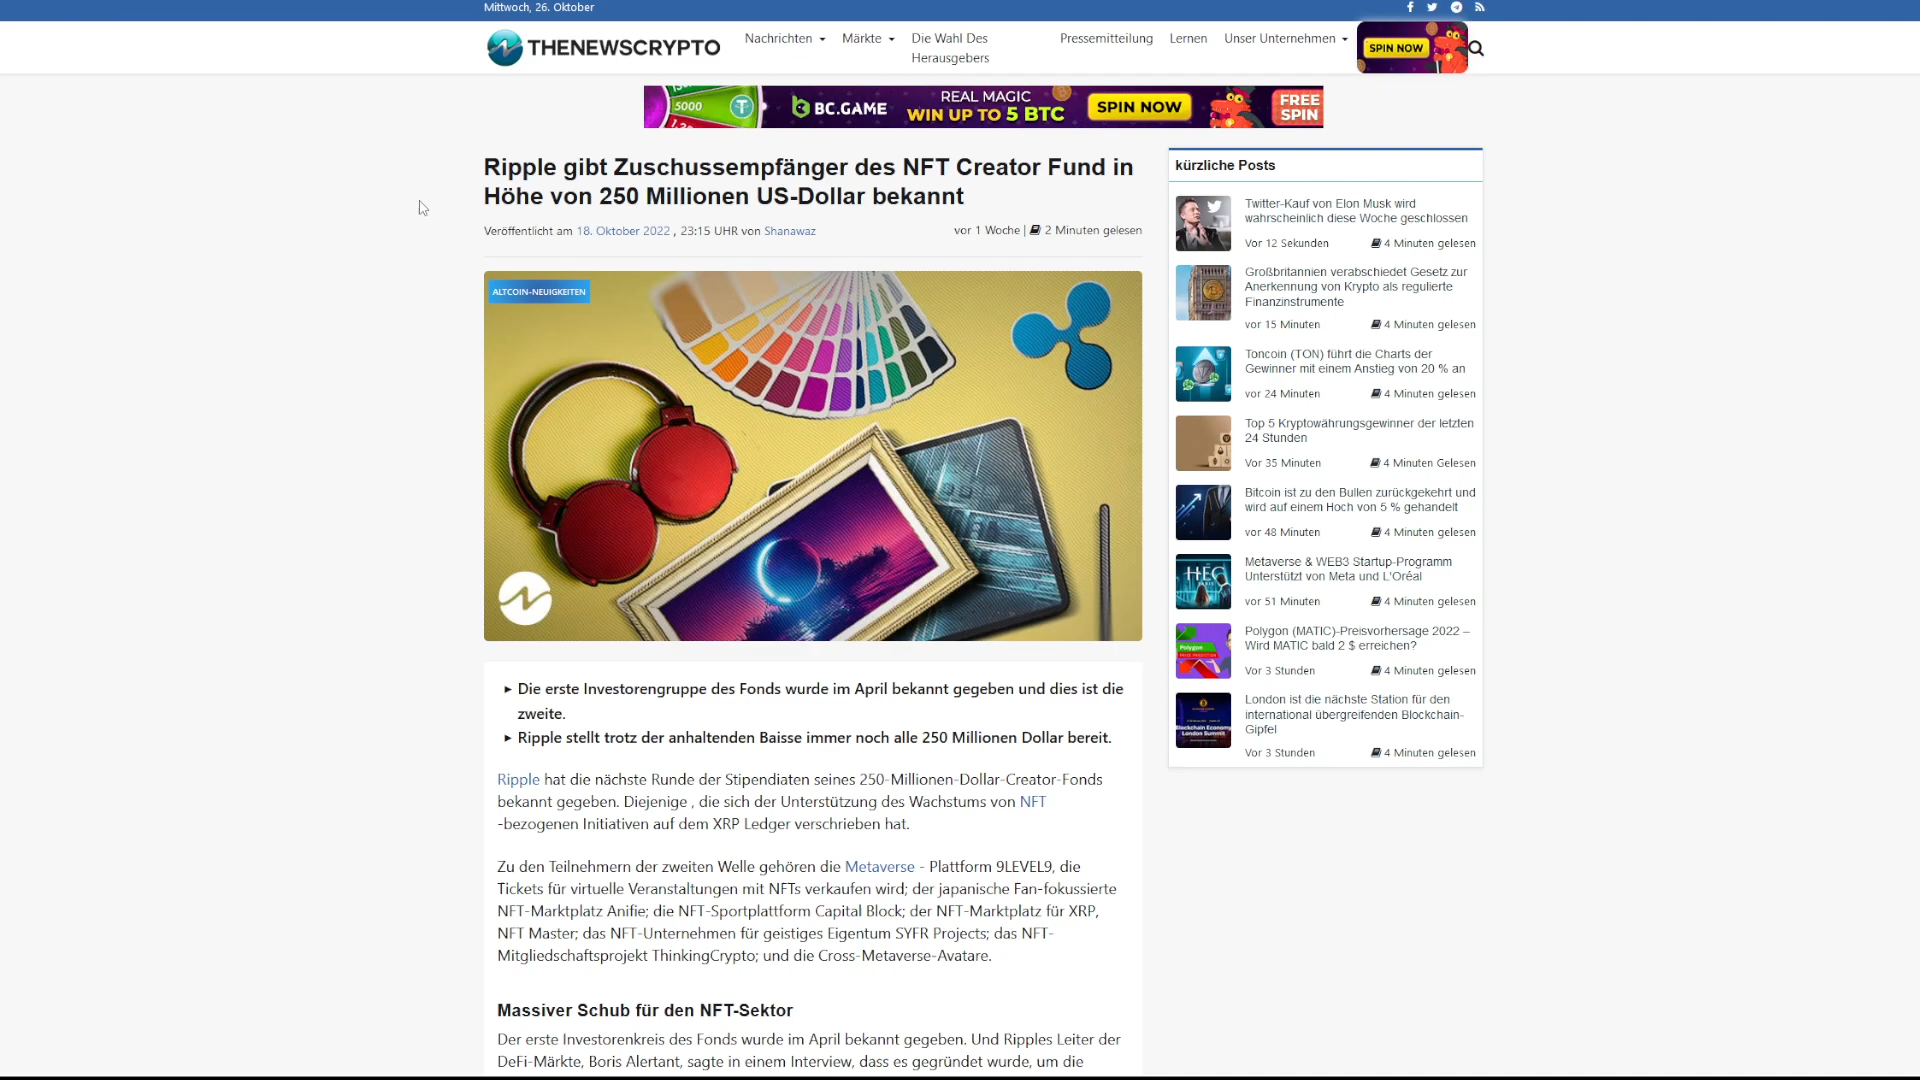 Mittwoch, 26. Oktober
THENEWSCRYPTO
Nachrichten
Märkte
Die Wahl Des
Herausgebers
Pressemitteilung
Lernen
Unser Unternehmen
SPIN NOW
5000
BC.GAME
REAL MAGIC
WIN UP TO 5 BTC
SPIN NOW
FREE
SPIN
Ripple gibt Zuschussempfänger des NFT Creator Fund in
Höhe von 250 Millionen US-Dollar bekannt
Veröffentlicht am 18. Oktober 2022 , 23:15 UHR von Shanawaz
vor 1 Woche | 2 Minuten gelesen
ALTCOIN-NEUIGKEITEN
► Die erste Investorengruppe des Fonds wurde im April bekannt gegeben und dies ist die
zweite.
► Ripple stellt trotz der anhaltenden Baisse immer noch alle 250 Millionen Dollar bereit.
Ripple hat die nächste Runde der Stipendiaten seines 250-Millionen-Dollar-Creator-Fonds
bekannt gegeben. Diejenige , die sich der Unterstützung des Wachstums von NFT
-bezogenen Initiativen auf dem XRP Ledger verschrieben hat.
Zu den Teilnehmern der zweiten Welle gehören die Metaverse - Plattform 9LEVEL9, die
Tickets für virtuelle Veranstaltungen mit NFTs verkaufen wird; der japanische Fan-fokussierte
NFT-Marktplatz Anifie; die NFT-Sportplattform Capital Block; der NFT-Marktplatz für XRP,
NFT Master; das NFT-Unternehmen für geistiges Eigentum SYFR Projects; das NFT-
Mitgliedschaftsprojekt ThinkingCrypto; und die Cross-Metaverse-Avatare.
Massiver Schub für den NFT-Sektor
Der erste Investorenkreis des Fonds wurde im April bekannt gegeben. Und Ripples Leiter der
DeFi-Märkte, Boris Alertant, sagte in einem Interview, dass es gegründet wurde, um die
kürzliche Posts
Twitter-Kauf von Elon Musk wird
wahrscheinlich diese Woche geschlossen
Vor 12 Sekunden
4 Minuten gelesen
Großbritannien verabschiedet Gesetz zur
Anerkennung von Krypto als regulierte
Finanzinstrumente
vor 15 Minuten
4 Minuten gelesen
Toncoin (TON) führt die Charts der
Gewinner mit einem Anstieg von 20 % an
vor 24 Minuten
4 Minuten gelesen
Top 5 Kryptowährungsgewinner der letzten
24 Stunden
Vor 35 Minuten
4 Minuten Gelesen
Bitcoin ist zu den Bullen zurückgekehrt und
wird auf einem Hoch von 5 % gehandelt
vor 48 Minuten
4 Minuten gelesen
HEC
Metaverse & WEB3 Startup-Programm
Unterstützt von Meta und L'Oréal
vor 51 Minuten
4 Minuten gelesen
Polygon
Polygon (MATIC)-Preisvorhersage 2022 –
Wird MATIC bald 2 $ erreichen?
Vor 3 Stunden
4 Minuten gelesen
Blockchain Economy
London Summit
London ist die nächste Station für den
international übergreifenden Blockchain-
Gipfel
Vor 3 Stunden
4 Minuten gelesen